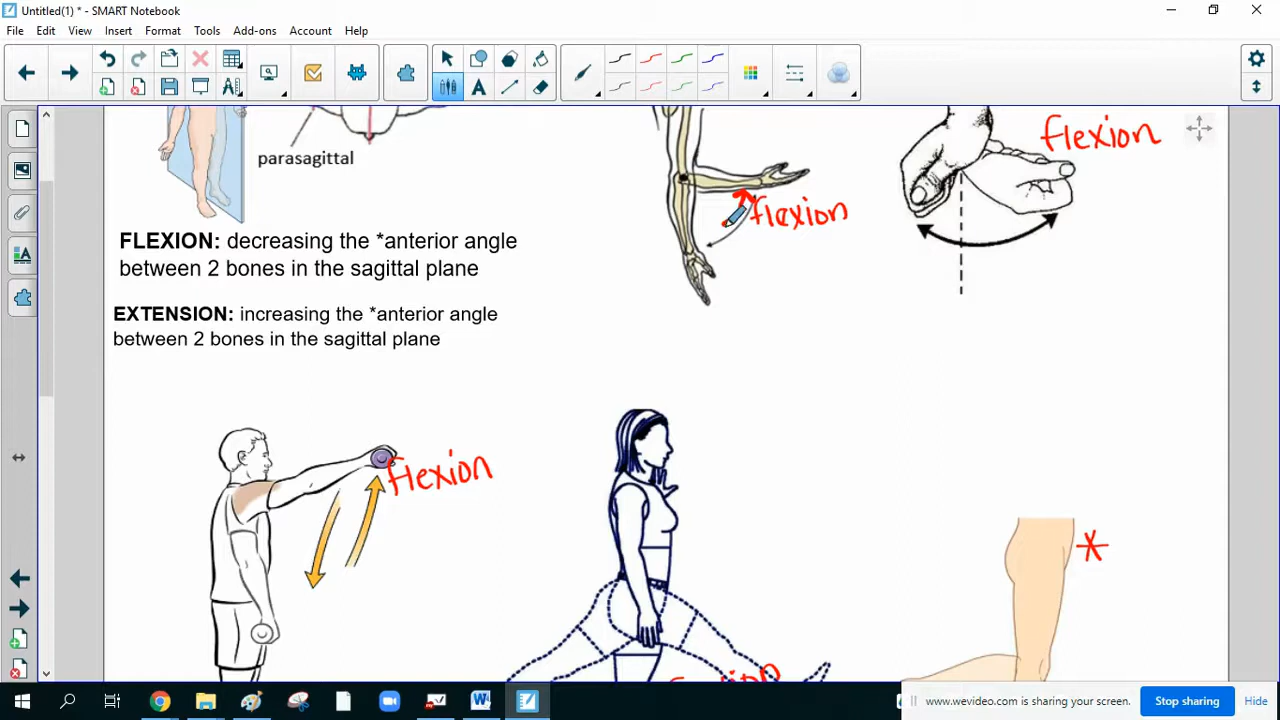 Untitled(1) * - SMART Notebook
File Edit View Insert Format Tools Add-ons Account Help
parasagittal
flexion
flexion
FLEXION: decreasing the *anterior angle
between 2 bones in the sagittal plane
EXTENSION: increasing the *anterior angle
between 2 bones in the sagittal plane
flexion
*
www.wevideo.com is sharing your screen.
Stop sharing
Hide